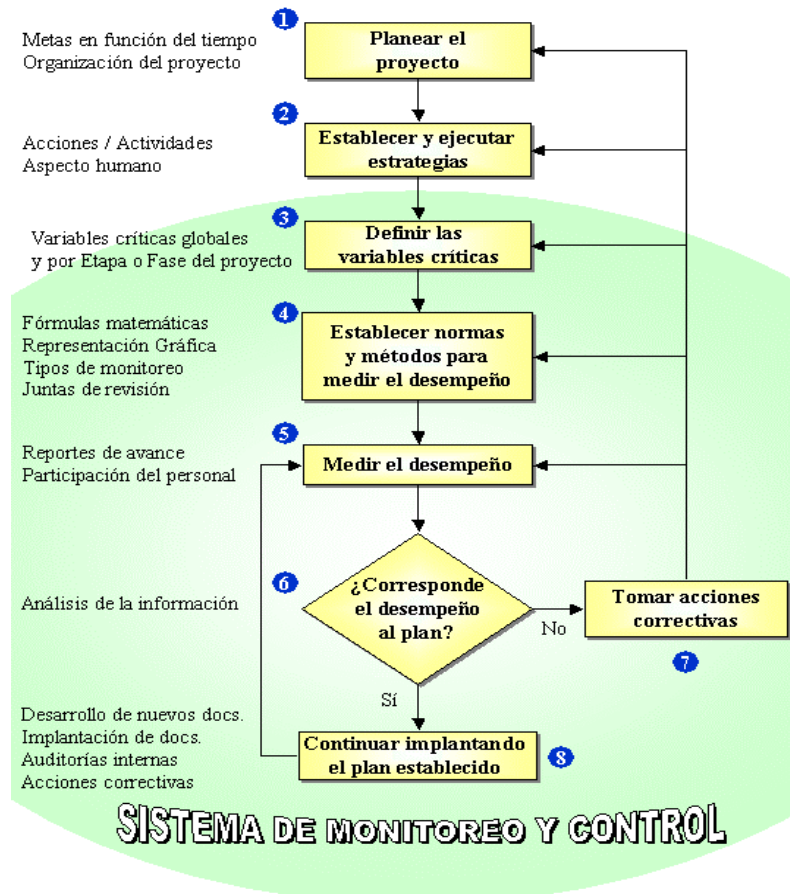 1
Metas en función del tiempo
Organización del proyecto
Planear el
proyecto
2
Acciones / Actividades
Aspecto humano
Establecer y ejecutar
estrategias
3
Variables críticas globales
y por Etapa o Fase del proyecto
Definir las
variables críticas
4
Fórmulas matemáticas
Representación Gráfica
Tipos de monitoreo
Juntas de revisión
Establecer normas
y métodos para
medir el desempeño
5
Reportes de avance
Participación del personal
Medir el desempeño
6
Análisis de la información
¿Corresponde
el desempeño
al plan?
No
Tomar acciones
correctivas
7
Sí
Desarrollo de nuevos docs.
Implantación de docs.
Auditorías internas
Acciones correctivas
Continuar implantando
el plan establecido
8
SISTEMA DE MONITOREO Y CONTROL